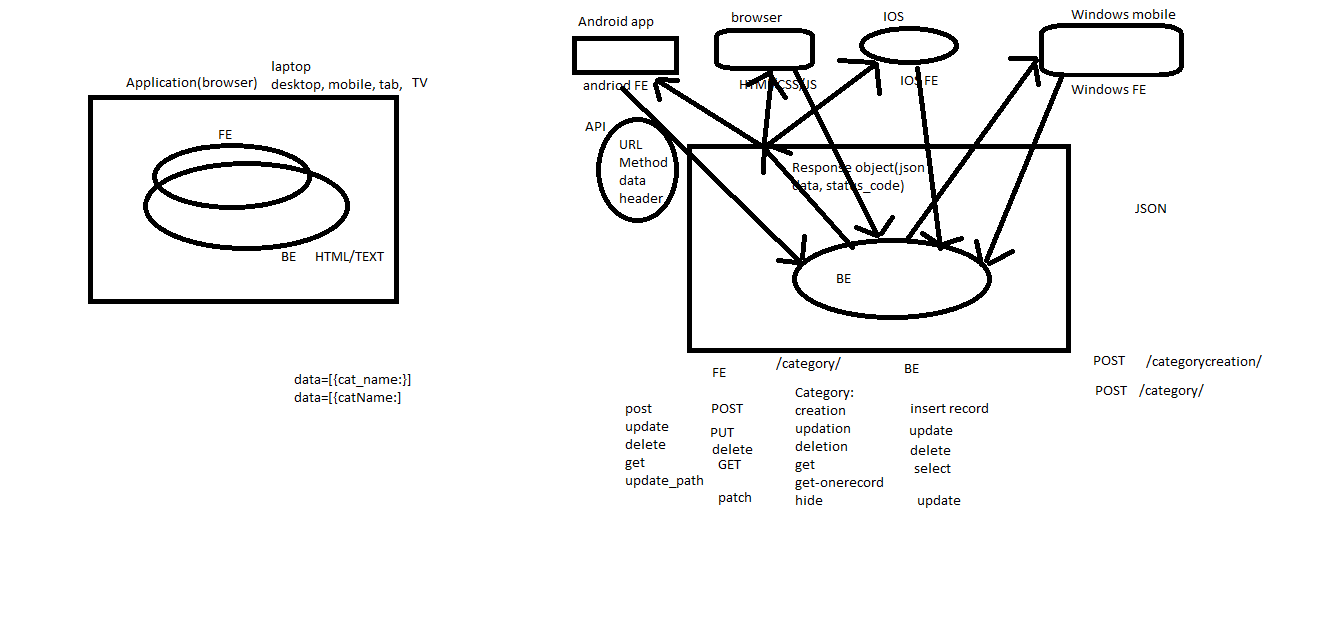 Application(browser)
laptop
desktop, mobile, tab,
TV
FE
BE
HTML/TEXT
data=[{cat_name:}]
data=[{catName:]
Android app
browser
IOS
Windows mobile
andriod FE
HTML/CSS/JS
IOS FE
Windows FE
API
URL
Method
data
header
Response object(json
data, status_code)
BE
JSON
/category/
FE
BE
POST /categorycreation/
POST /category/
post
update
delete
get
update_path
POST
PUT
delete
GET
patch
Category:
creation
updation
deletion
get
get-onerecord
hide
insert record
update
delete
select
update